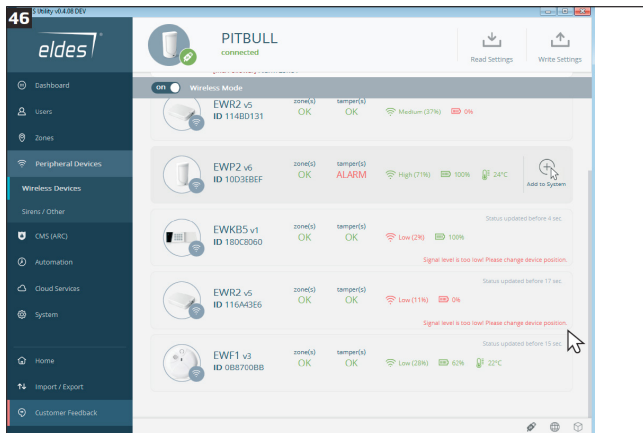 46
S Utility v0.4.08 DEV
eldes
PITBULL
connected
Read Settings
Write Settings
Dashboard
Users
Zones
Peripheral Devices
Wireless Devices
Sirens / Other
CMS (ARC)
Automation
Cloud Services
System
Home
Import / Export
Customer Feedback
on Wireless Mode
EWR2 v5
ID 114BD131
zone(s)
OK
tamper(s)
OK
Medium (37%)
0%
EWP2 v6
ID 10D3EBEF
zone(s)
OK
tamper(s)
ALARM
High (71%)
100%
24°C
Add to System
Status updated before 4 sec.
EWKB5 v1
ID 180C8060
zone(s)
OK
tamper(s)
OK
Low (2%)
100%
Signal level is too low! Please change device position.
Status updated before 17 sec.
EWR2 v5
ID 116A43E6
zone(s)
OK
tamper(s)
OK
Low (11%)
0%
Signal level is too low! Please change device position.
Status updated before 15 sec.
EWF1 v3
ID 0B8700BB
zone(s)
OK
tamper(s)
OK
Low (28%)
62%
22°C